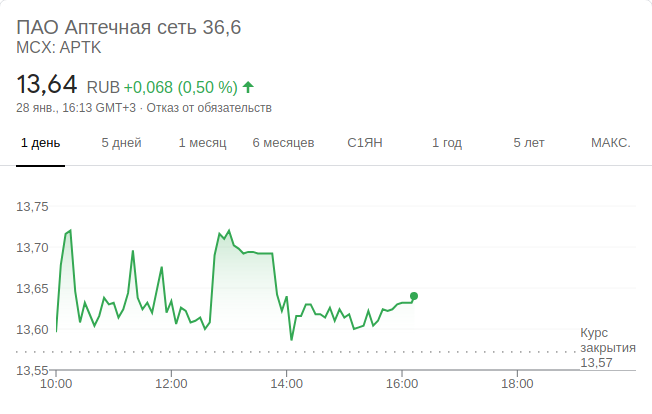 ПАО Аптечная сеть 36,6
MCX: APTK
13,64 RUB +0,068 (0,50 %)
28 янв., 16:13 GMT+3 · Отказ от обязательств
1 день 5 дней 1 месяц 6 месяцев С1ЯН 1 год 5 лет МАКС.
13,75
13,70
13,65
13,60
Курс
закрытия
13,57
13,55
10:00 12:00 14:00 16:00 18:00